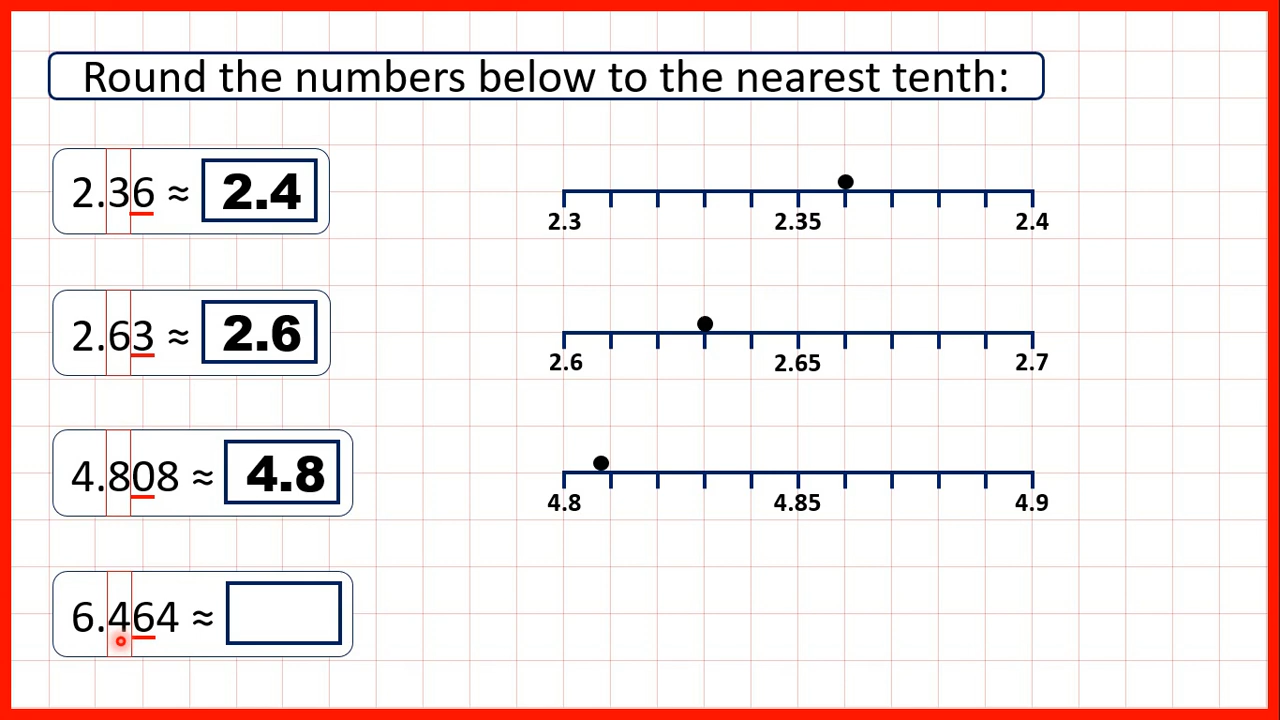 Round the numbers below to the nearest tenth:
2.36 ≈ 2.4
2.3 2.35 2.4
2.63 ≈ 2.6
2.6 2.65 2.7
4.808 ≈ 4.8
4.8 4.85 4.9
6.464 ≈